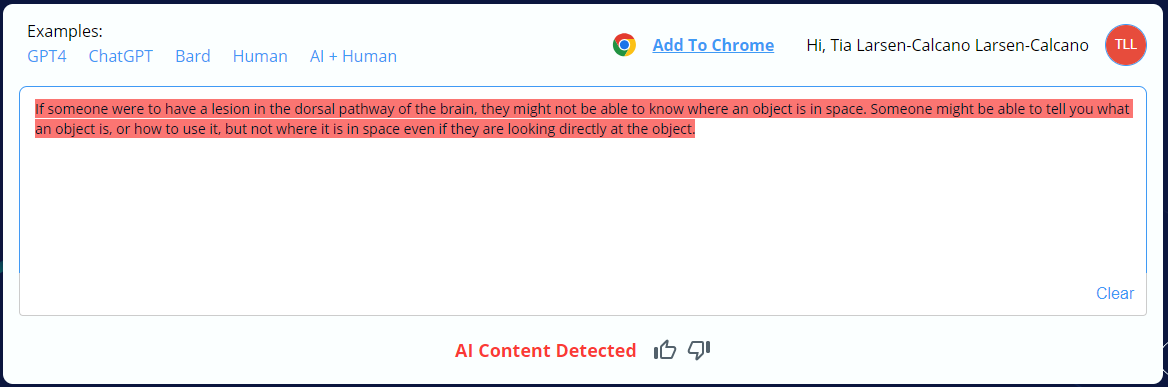 Examples:
GPT4 ChatGPT Bard Human AI + Human
Add To Chrome
Hi, Tia Larsen-Calcano Larsen-Calcano
TLL
If someone were to have a lesion in the dorsal pathway of the brain, they might not be able to know where an object is in space. Someone might be able to tell you what
an object is, or how to use it, but not where it is in space even if they are looking directly at the object.
Clear
AI Content Detected